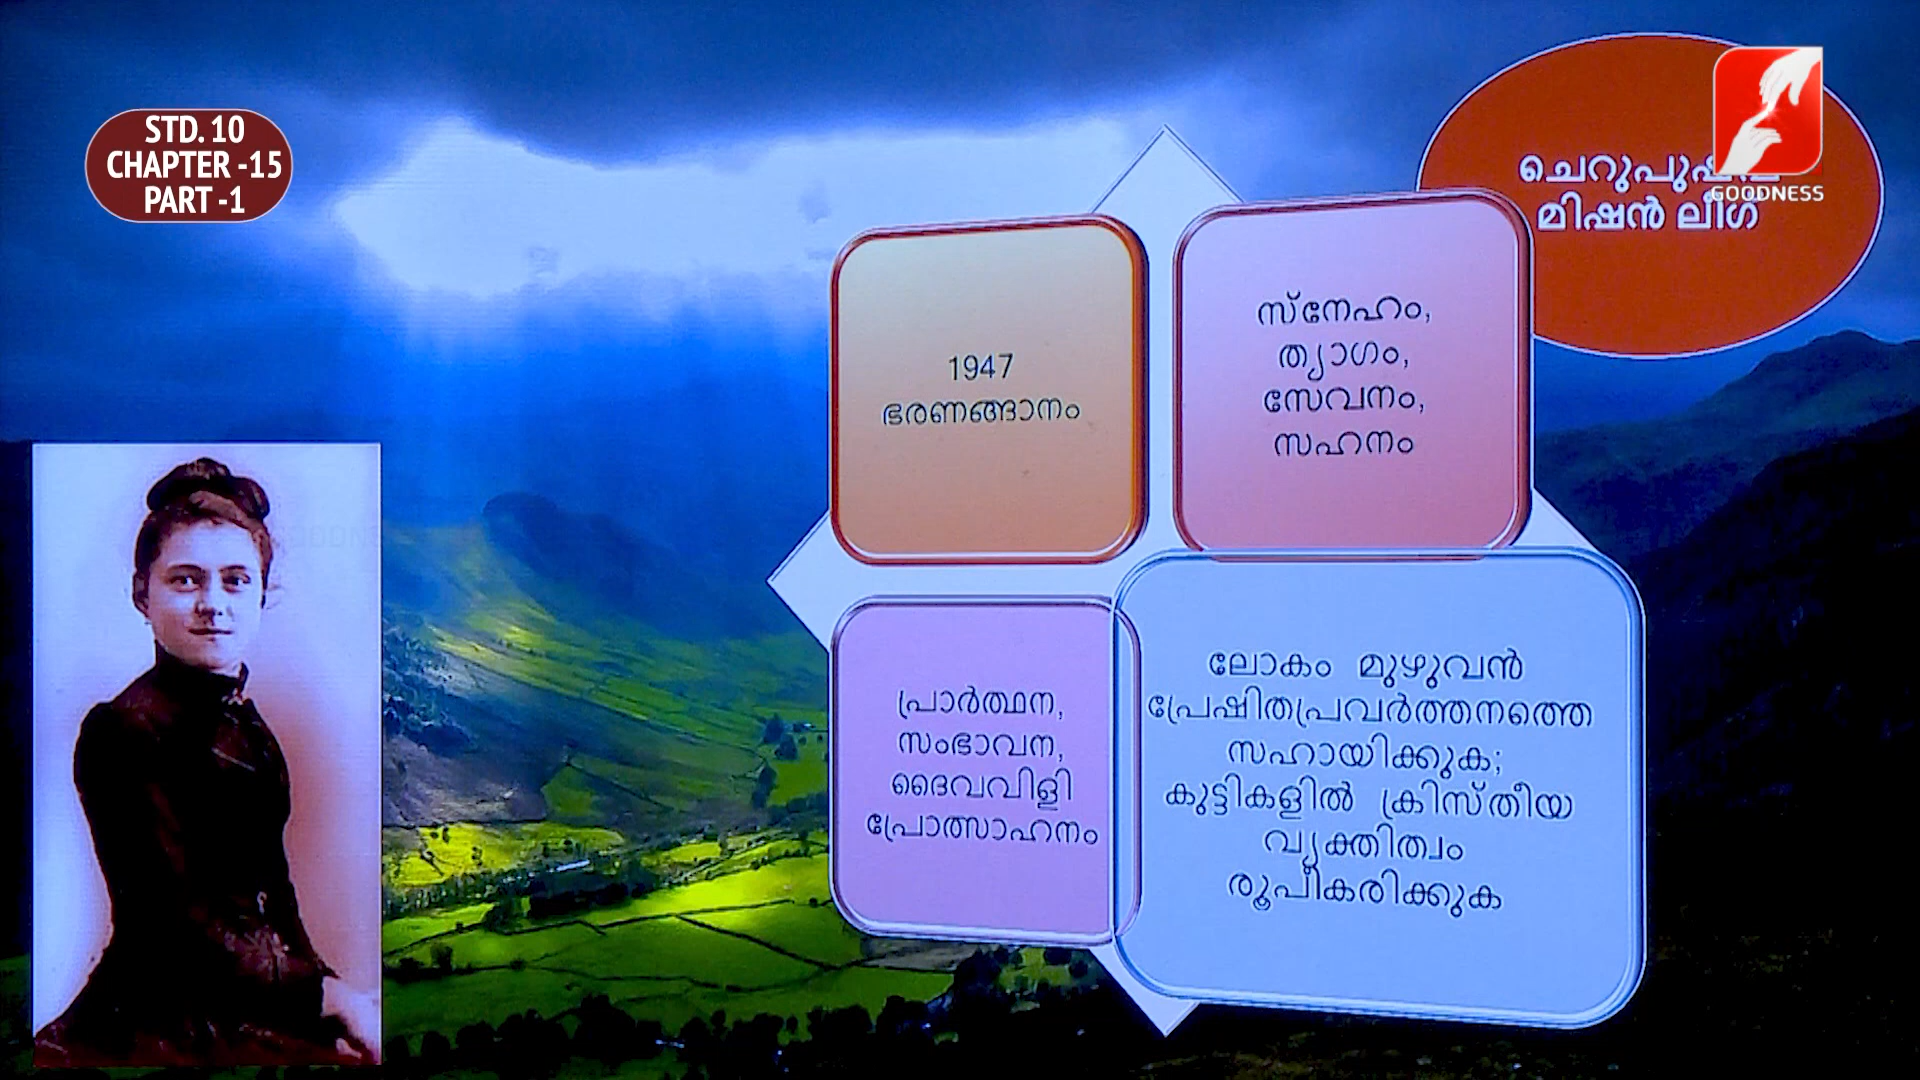 STD. 10
CHAPTER -15
PART -1
GOODNESS
മിഷൻ ലീഗ്
1947
ഭരണങ്ങാനം
സ്നേഹം,
ത്യാഗം,
സേവനം,
സഹനം
പ്രാർത്ഥന,
സംഭാവന,
ദൈവവിളി
പ്രോത്സാഹനം
ലോകം മുഴുവൻ
പ്രേഷിതപ്രവർത്തനത്തെ
സഹായിക്കുക;
കുട്ടികളിൽ ക്രിസ്തീയ
വ്യക്തിത്വം
രൂപീകരിക്കുക